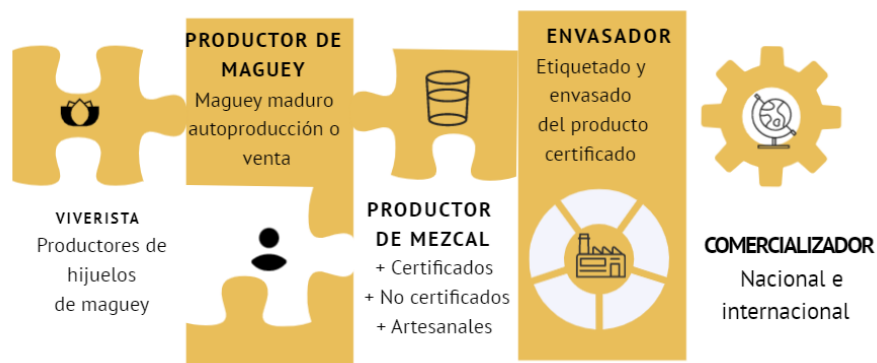 VIVERISTA
Productores de
hijuelos
de maguey
PRODUCTOR DE
MAGUEY
Maguey maduro
autoproducción o
venta
PRODUCTOR
DE MEZCAL
+ Certificados
+ No certificados
+ Artesanales
ENVASADOR
Etiquetado y
envasado
del producto
certificado
COMERCIALIZADOR
Nacional e
internacional